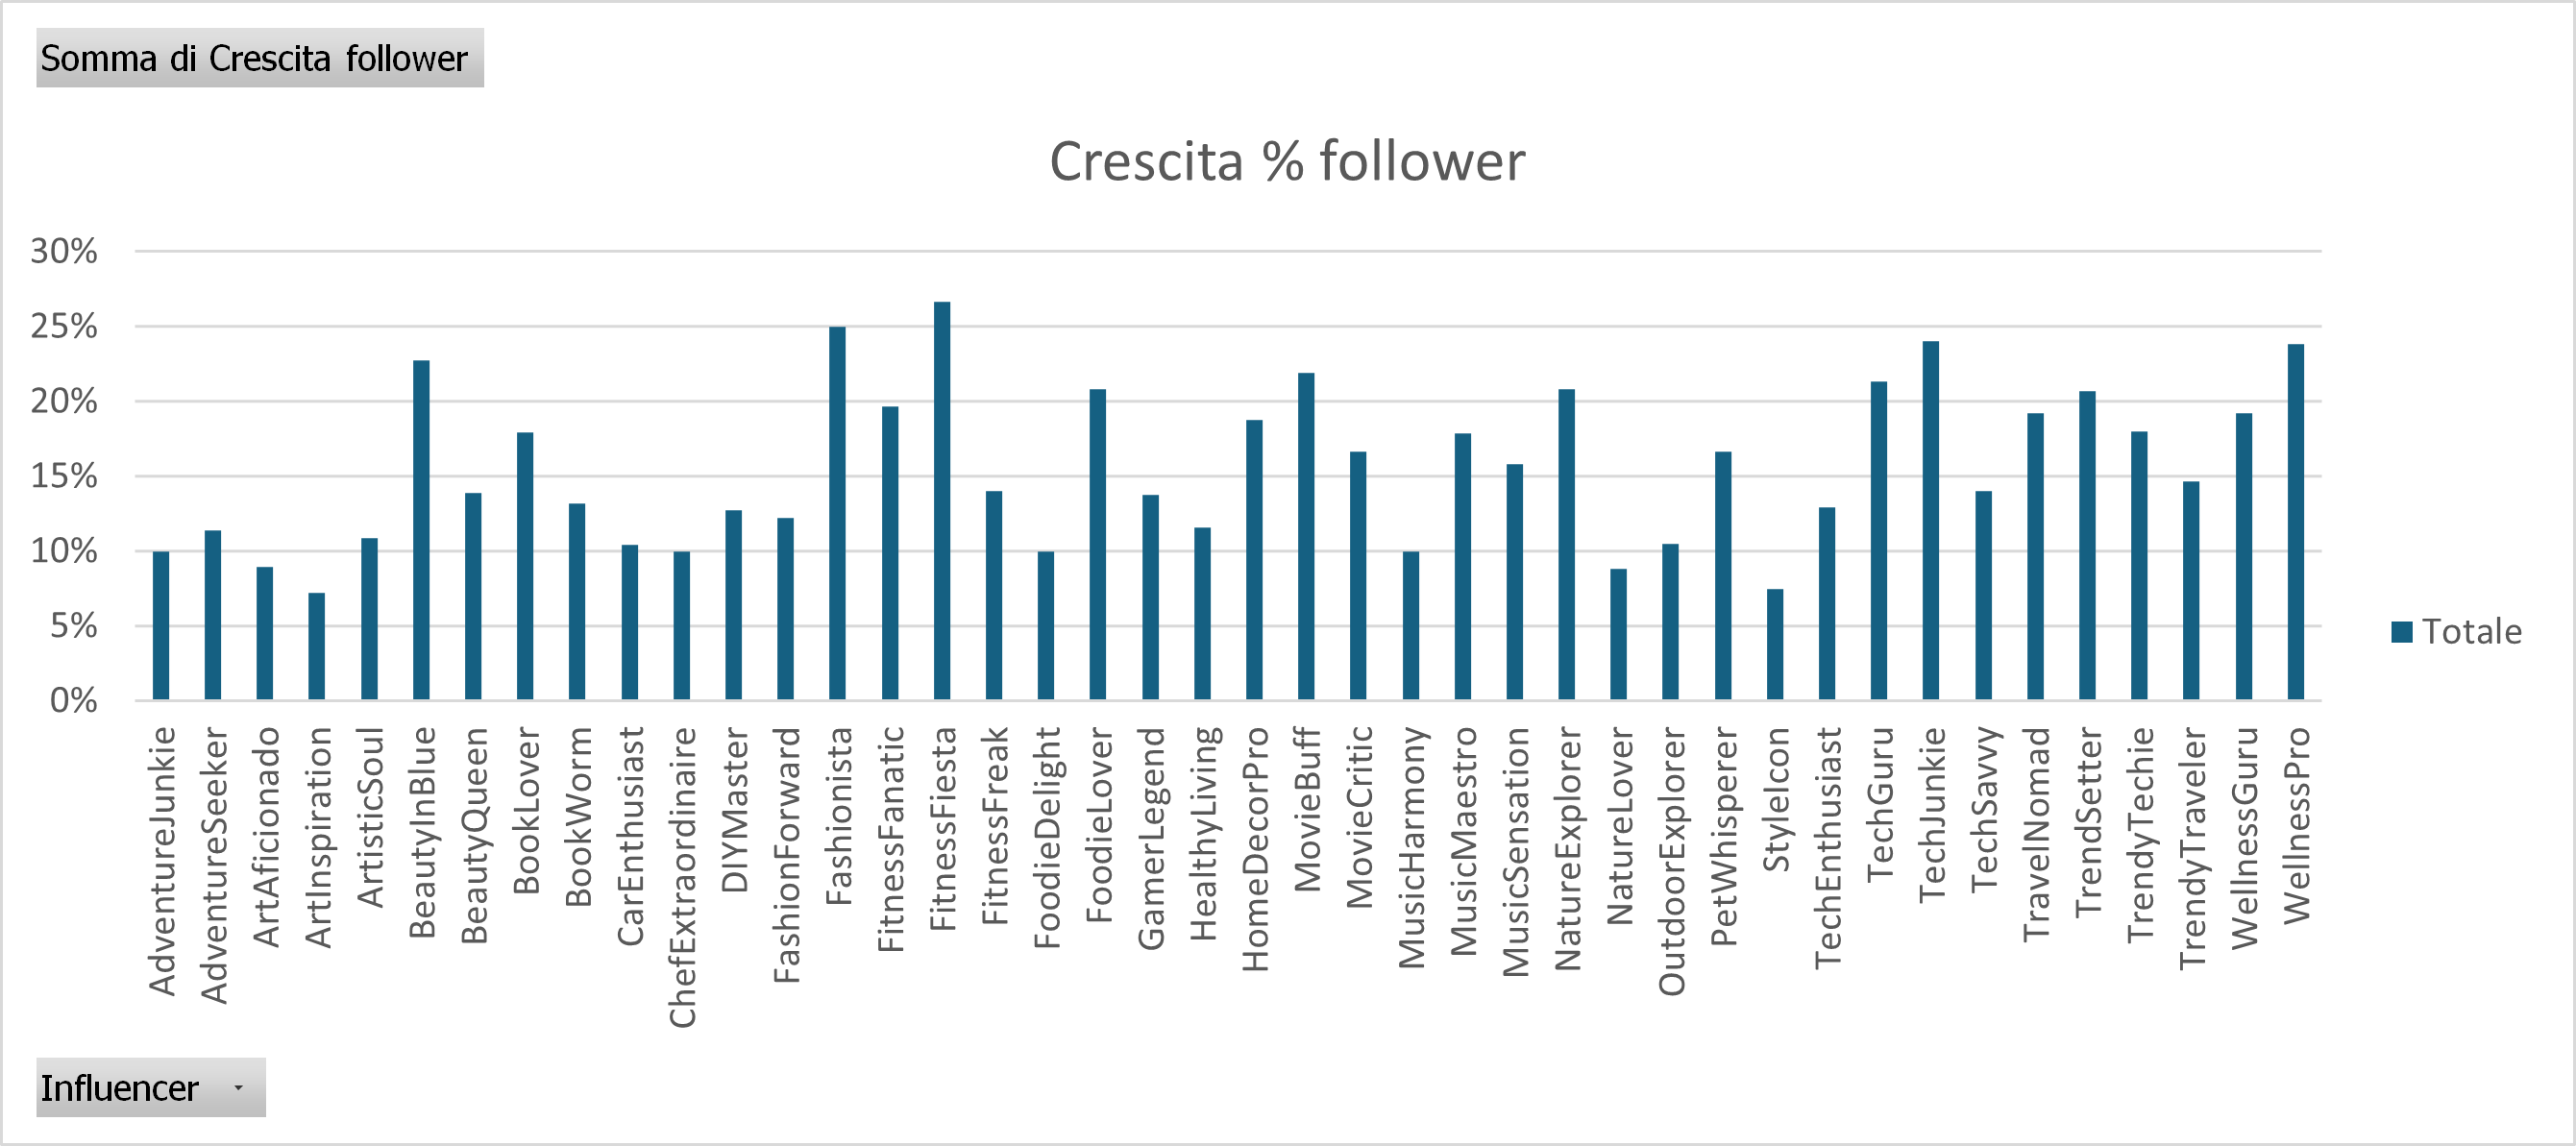 Somma di Crescita follower
Crescita % follower
30%
25%
20%
15%
10%
5%
0%
Totale
AdventureJunkie
AdventureSeeker
ArtAficionado
ArtInspiration
ArtisticSoul
BeautyInBlue
BeautyQueen
BookLover
BookWorm
CarEnthusiast
ChefExtraordinaire
DIYMaster
FashionForward
Fashionista
FitnessFanatic
FitnessFiesta
FitnessFreak
FoodieDelight
FoodieLover
GamerLegend
HealthyLiving
HomeDecorPro
MovieBuff
MovieCritic
MusicHarmony
MusicMaestro
MusicSensation
NatureExplorer
NatureLover
OutdoorExplorer
PetWhisperer
StyleIcon
TechEnthusiast
TechGuru
TechJunkie
TechSavvy
TravelNomad
TrendSetter
TrendyTechie
TrendyTraveler
WellnessGuru
WellnessPro
Influencer